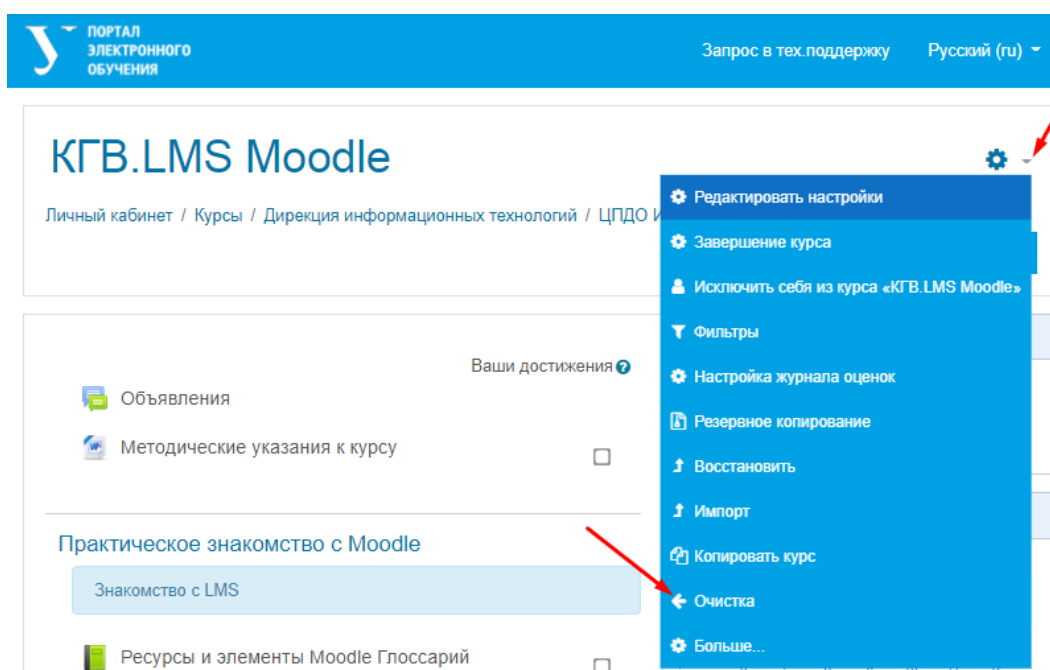 ПОРТАЛ
ЭЛЕКТРОННОГО
ОБУЧЕНИЯ
Запрос в тех.поддержку Русский (ru)
КГВ.LMS Moodle
Личный кабинет / Курсы / Дирекция информационных технологий / ЦПДО
Редактировать настройки
Завершение курса
Исключить себя из курса «КГВ.LMS Moodle»
Фильтры
Настройка журнала оценок
Резервное копирование
Восстановить
Импорт
Копировать курс
Очистка
Больше...
Ваши достижения
Объявления
Методические указания к курсу
Практическое знакомство с Moodle
Знакомство с LMS
Ресурсы и элементы Moodle Глоссарий